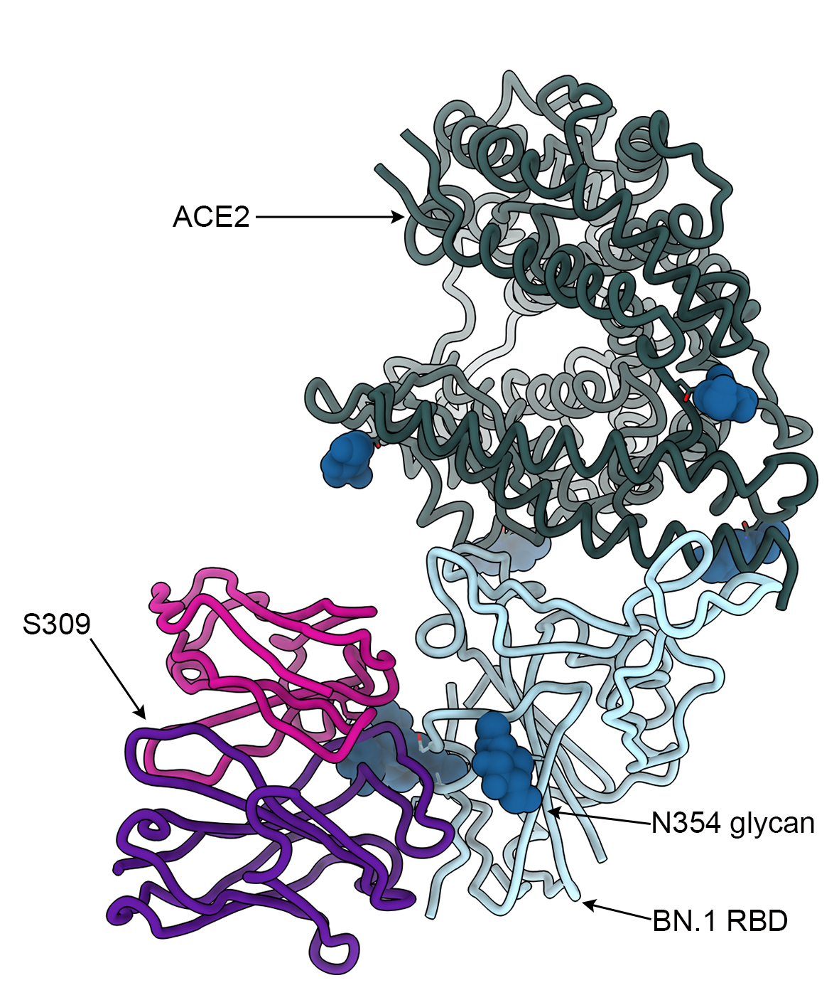 ACE2
S309
N354 glycan
BN.1 RBD